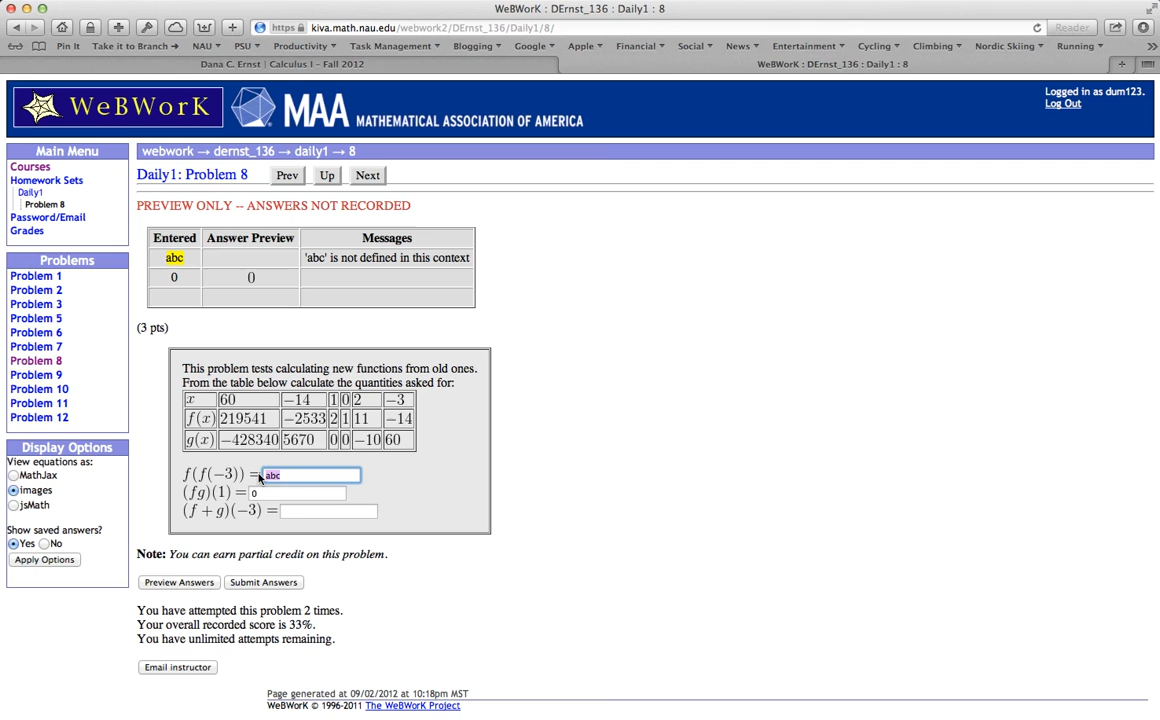 WeBWorK : DErnst_136 : Daily1 : 8
https kiva.math.nau.edu/webwork2/DErnst_136/Daily1/8/ Reader
Pin It Take it to Branch → NAU ▾ PSU ▾ Productivity ▾ Task Management ▾ Blogging ▾ Google ▾ Apple ▾ Financial ▾ Social ▾ News ▾ Entertainment ▾ Cycling ▾ Climbing ▾ Nordic Skiing ▾ Running ▾ >>
Dana C. Ernst | Calculus I – Fall 2012 WeBWorK : DErnst_136 : Daily1 : 8
WeBWorK MAA MATHEMATICAL ASSOCIATION OF AMERICA
Logged in as dum123.
Log Out
Main Menu
Courses
Homework Sets
Daily1
Problem 8
Password/Email
Grades
Problems
Problem 1
Problem 2
Problem 3
Problem 5
Problem 6
Problem 7
Problem 8
Problem 9
Problem 10
Problem 11
Problem 12
Display Options
View equations as:
MathJax
images
jsMath
Show saved answers?
Yes No
Apply Options
webwork → dernst_136 → daily1 → 8
Daily1: Problem 8 Prev Up Next
PREVIEW ONLY -- ANSWERS NOT RECORDED
Entered Answer Preview Messages
abc 'abc' is not defined in this context
0 0
(3 pts)
This problem tests calculating new functions from old ones.
From the table below calculate the quantities asked for:
x 60 −14 1 0 2 −3
f(x) 219541 −2533 2 1 11 −14
g(x) −428340 5670 0 0 −10 60
f(f(−3)) = abc
(fg)(1) = 0
(f + g)(−3) =
Note: You can earn partial credit on this problem.
Preview Answers Submit Answers
You have attempted this problem 2 times.
Your overall recorded score is 33%.
You have unlimited attempts remaining.
Email instructor
Page generated at 09/02/2012 at 10:18pm MST
WeBWorK © 1996-2011 The WeBWorK Project